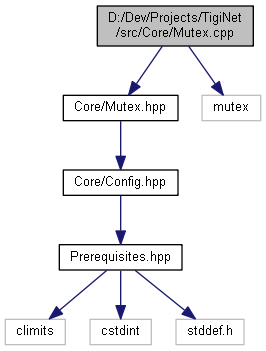 D:/Dev/Projects/TigiNet
/src/Core/Mutex.cpp
Core/Mutex.hpp
mutex
Core/Config.hpp
Prerequisites.hpp
climits
cstdint
stddef.h